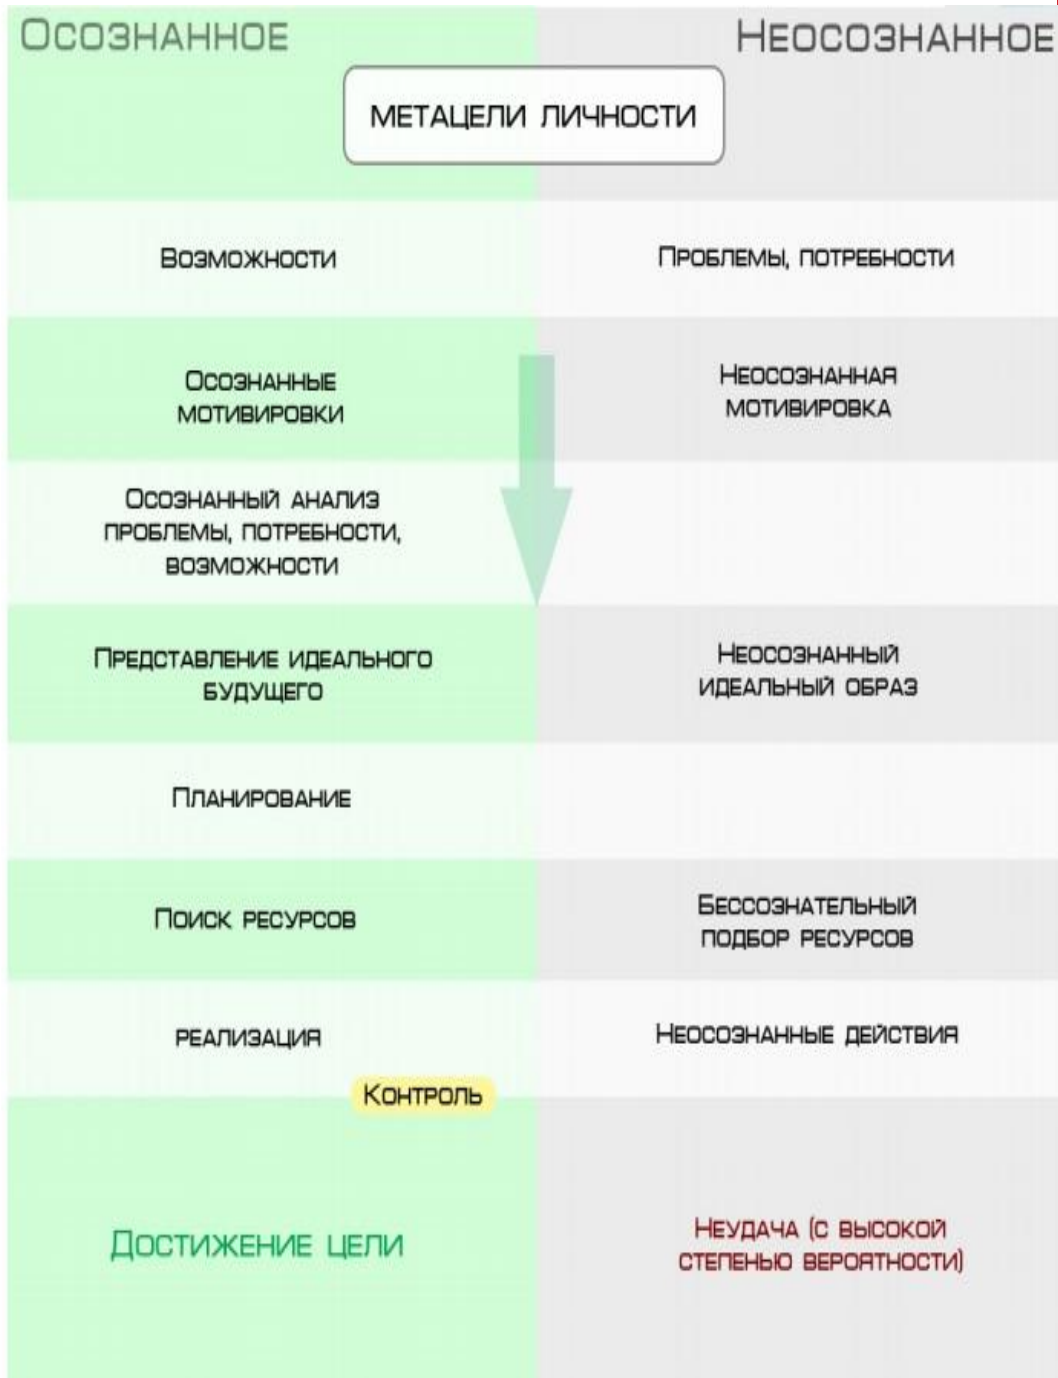 Осознанное
Неосознанное
МЕТАЦЕЛИ ЛИЧНОСТИ
Возможности
Проблемы, потребности
Осознанные
мотивировки
Неосознанная
мотивировка
Осознанный анализ
проблемы, потребности,
возможности
Представление идеального
будущего
Неосознанный
идеальный образ
Планирование
Поиск ресурсов
Бессознательный
подбор ресурсов
реализация
Неосознанные действия
Контроль
Достижение цели
Неудача (с высокой
степенью вероятности)